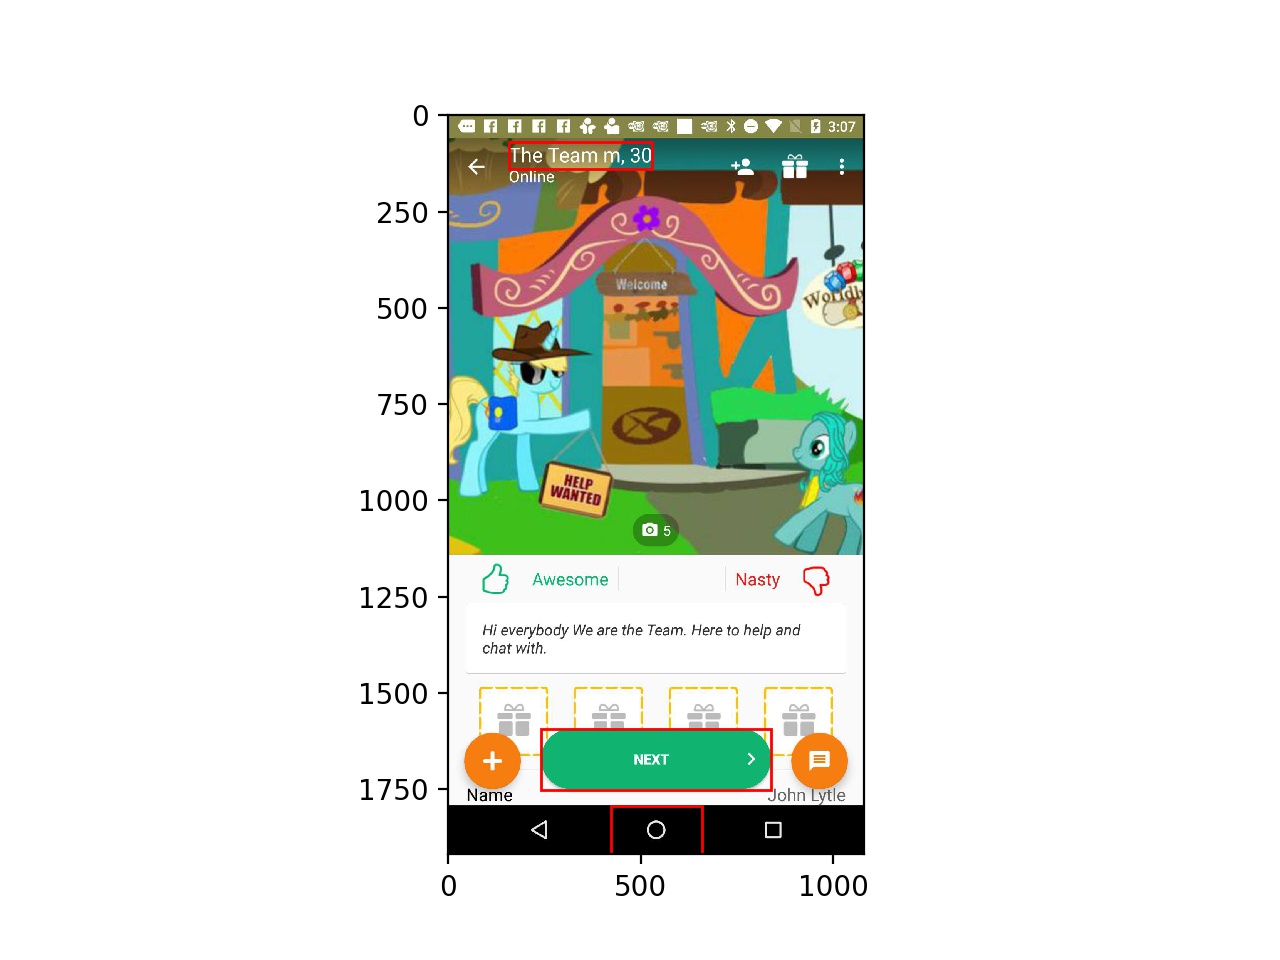 0
3:07
The Team m, 30
Online
250
Welcome
500
750
HELP
WANTED
1000
5
Awesome
Nasty
1250
Hi everybody We are the Team. Here to help and
chat with.
1500
NEXT
1750
Name
John Lytle
0
500
1000